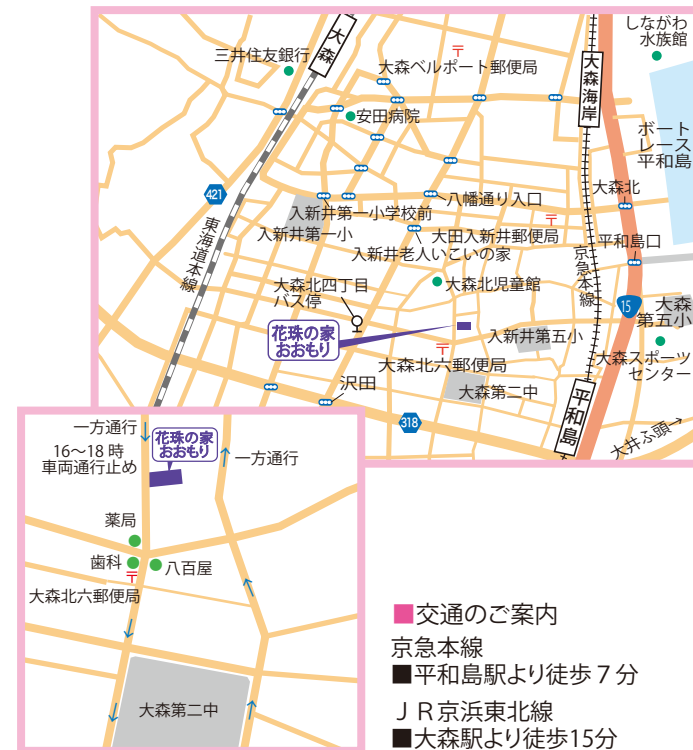 しながわ
水族館
大森
三井住友銀行
〒
大森ベルポート郵便局
大森海岸
安田病院
ボート
レース
平和島
421
八幡通り入口
大森北
入新井第一小学校前
〒
入新井第一小
大田入新井郵便局
平和島口
入新井老人いこいの家
東海道本線
京急本線
大森北四丁目
バス停
大森北児童館
15
大森
第五小
花珠の家
おおもり
入新井第五小
〒
大森北六郵便局
大森スポーツ
センター
沢田
大森第二中
平和島
318
大井ふ頭→
一方通行
16〜18 時
車両通行止め
花珠の家
おおもり
一方通行
薬局
歯科
八百屋
〒
大森北六郵便局
大森第二中
■交通のご案内
京急本線
■平和島駅より徒歩 7 分
ＪＲ京浜東北線
■大森駅より徒歩15分